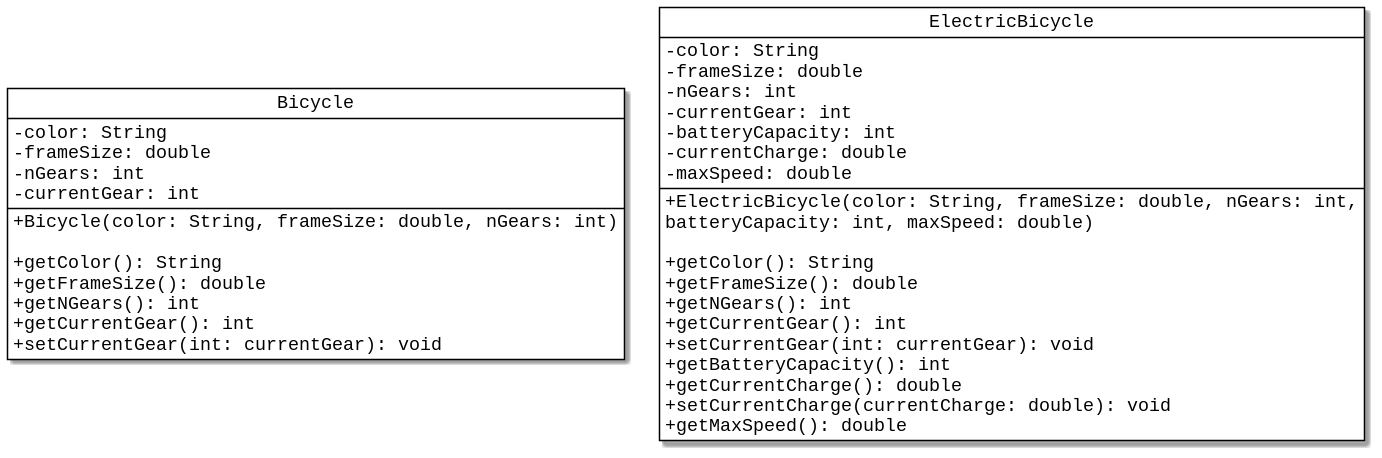 Bicycle
-color: String
-frameSize: double
-nGears: int
-currentGear: int
+Bicycle(color: String, frameSize: double, nGears: int)
+getColor(): String
+getFrameSize(): double
+getNGears(): int
+getCurrentGear(): int
+setCurrentGear(int: currentGear): void
ElectricBicycle
-color: String
-frameSize: double
-nGears: int
-currentGear: int
-batteryCapacity: int
-currentCharge: double
-maxSpeed: double
+ElectricBicycle(color: String, frameSize: double, nGears: int,
batteryCapacity: int, maxSpeed: double)
+getColor(): String
+getFrameSize(): double
+getNGears(): int
+getCurrentGear(): int
+setCurrentGear(int: currentGear): void
+getBatteryCapacity(): int
+getCurrentCharge(): double
+setCurrentCharge(currentCharge: double): void
+getMaxSpeed(): double